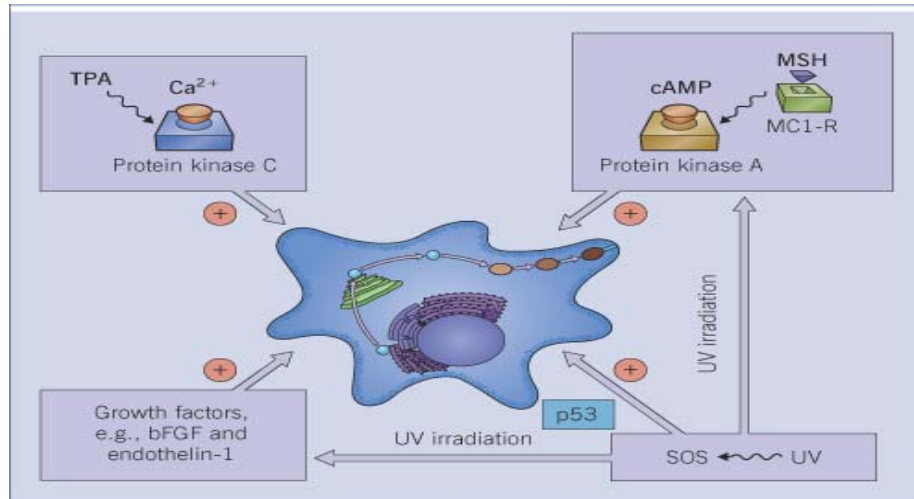 TPA
Ca²⁺
Protein kinase C
MSH
cAMP
MC1-R
Protein kinase A
+
+
UV irradiation
+
+
Growth factors,
e.g., bFGF and
endothelin-1
p53
UV irradiation
SOS
UV